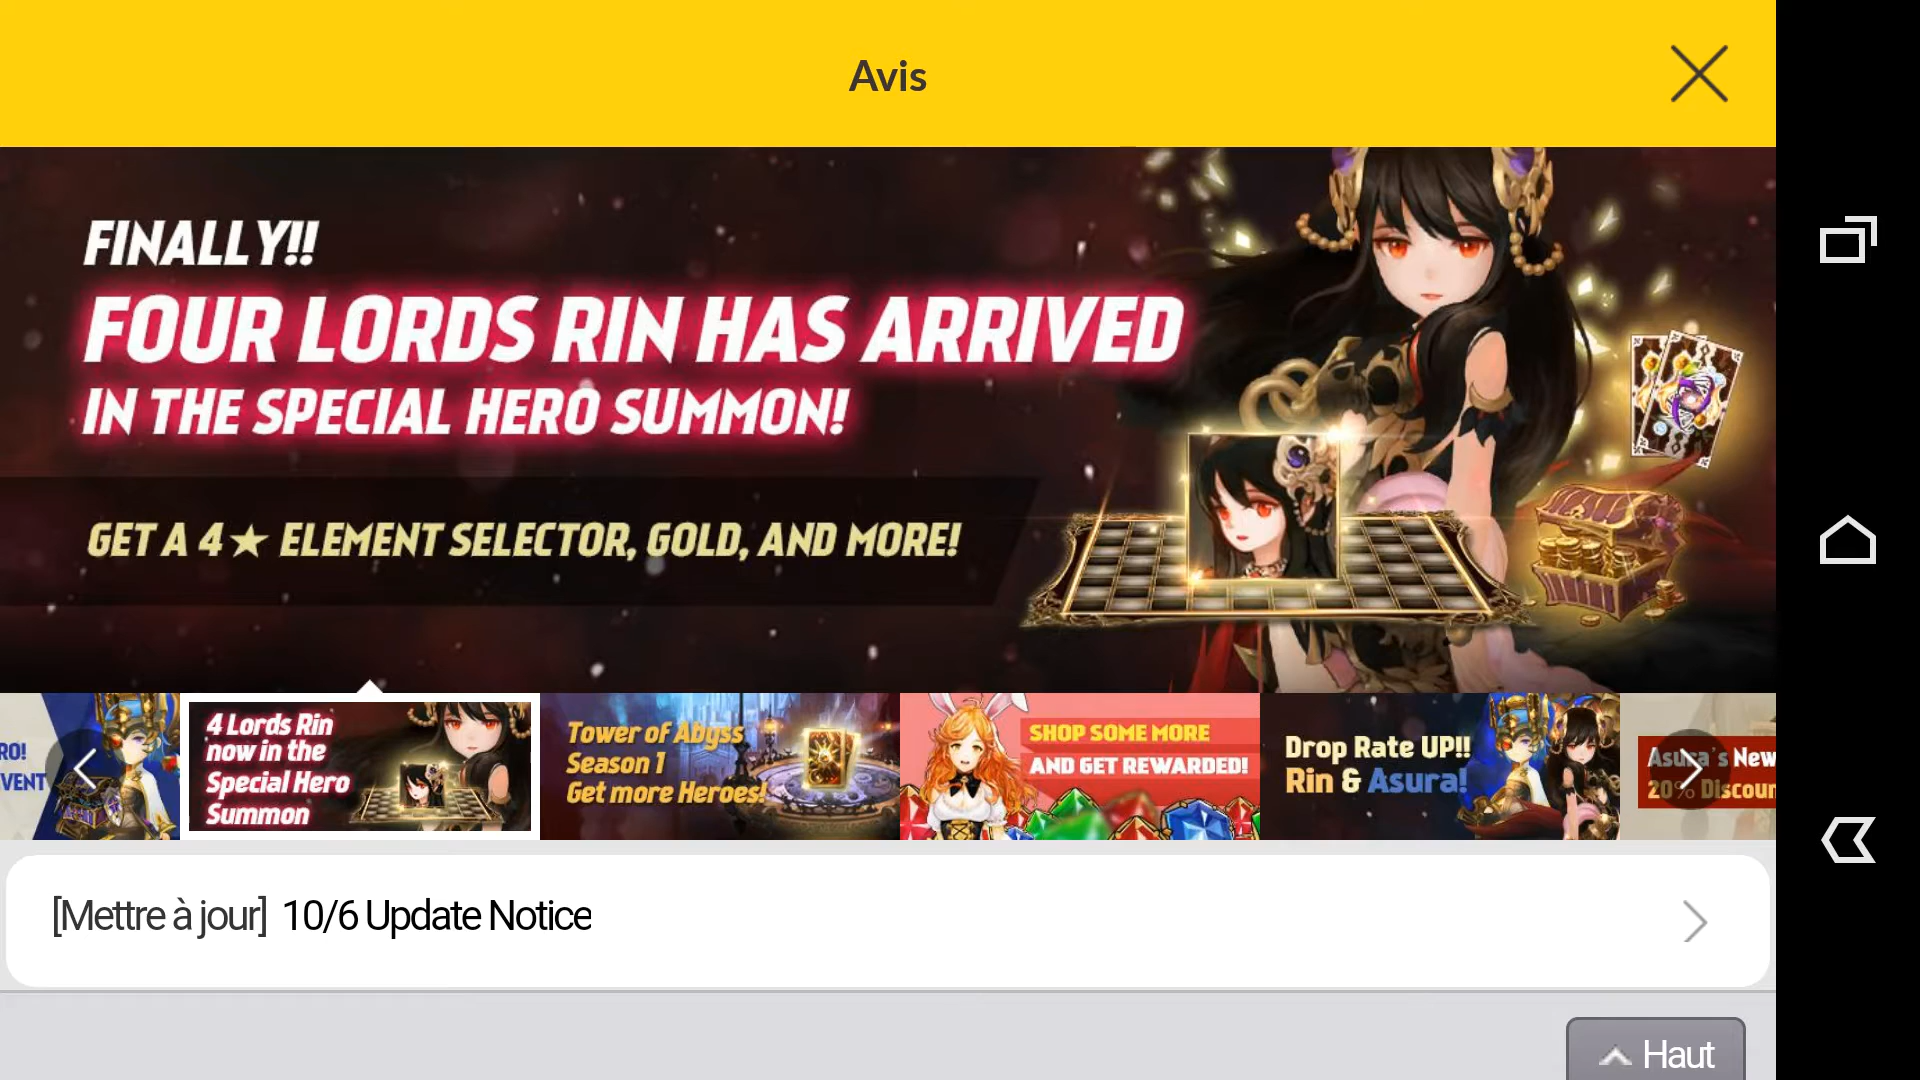 Avis
FINALLY!!
FOUR LORDS RIN HAS ARRIVED
IN THE SPECIAL HERO SUMMON!
GET A 4★ ELEMENT SELECTOR, GOLD, AND MORE!
RO!
VENT
4 Lords Rin
now in the
Special Hero
Summon
Tower of Abyss
Season 1
Get more Heroes!
SHOP SOME MORE
AND GET REWARDED!
Drop Rate UP!!
Rin & Asura!
Asura's New
20% Discoun
[Mettre à jour] 10/6 Update Notice
Haut